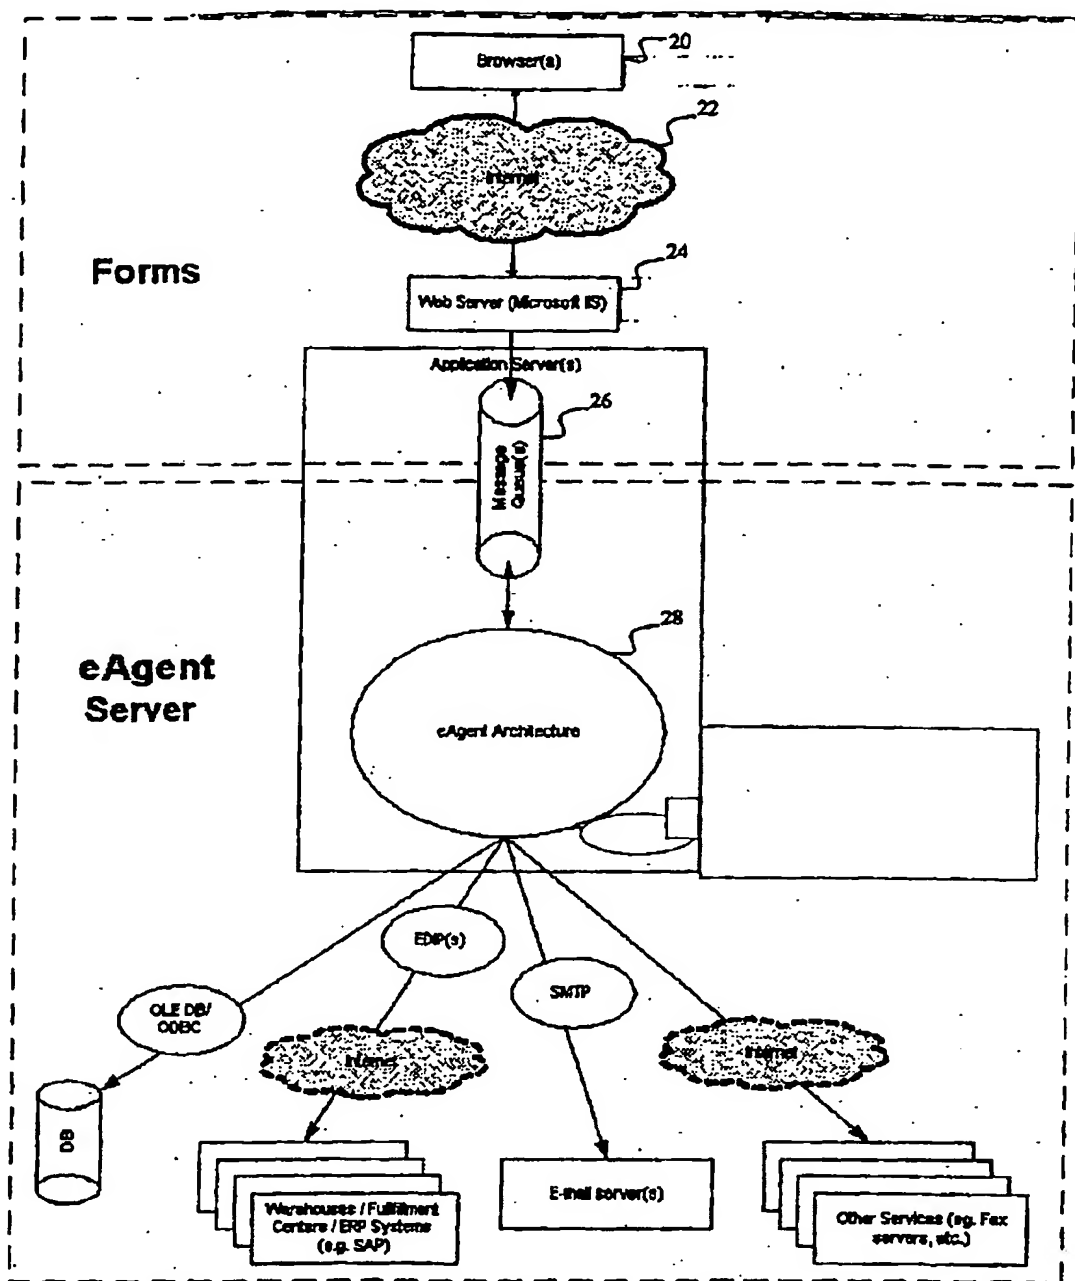 20
Browser(s)
22
Internet
24
Forms
Web Server (Microsoft IIS)
Application Server(s)
26
Message
Queue(s)
28
eAgent
Server
eAgent Architecture
EDIP(s)
SMTP
OLE DB/
ODBC
Internet
Internet
DB
Warehouses / Fulfillment
Centers / ERP Systems
(e.g. SAP)
E-mail server(s)
Other Services (eg. Fax
servers, etc.)